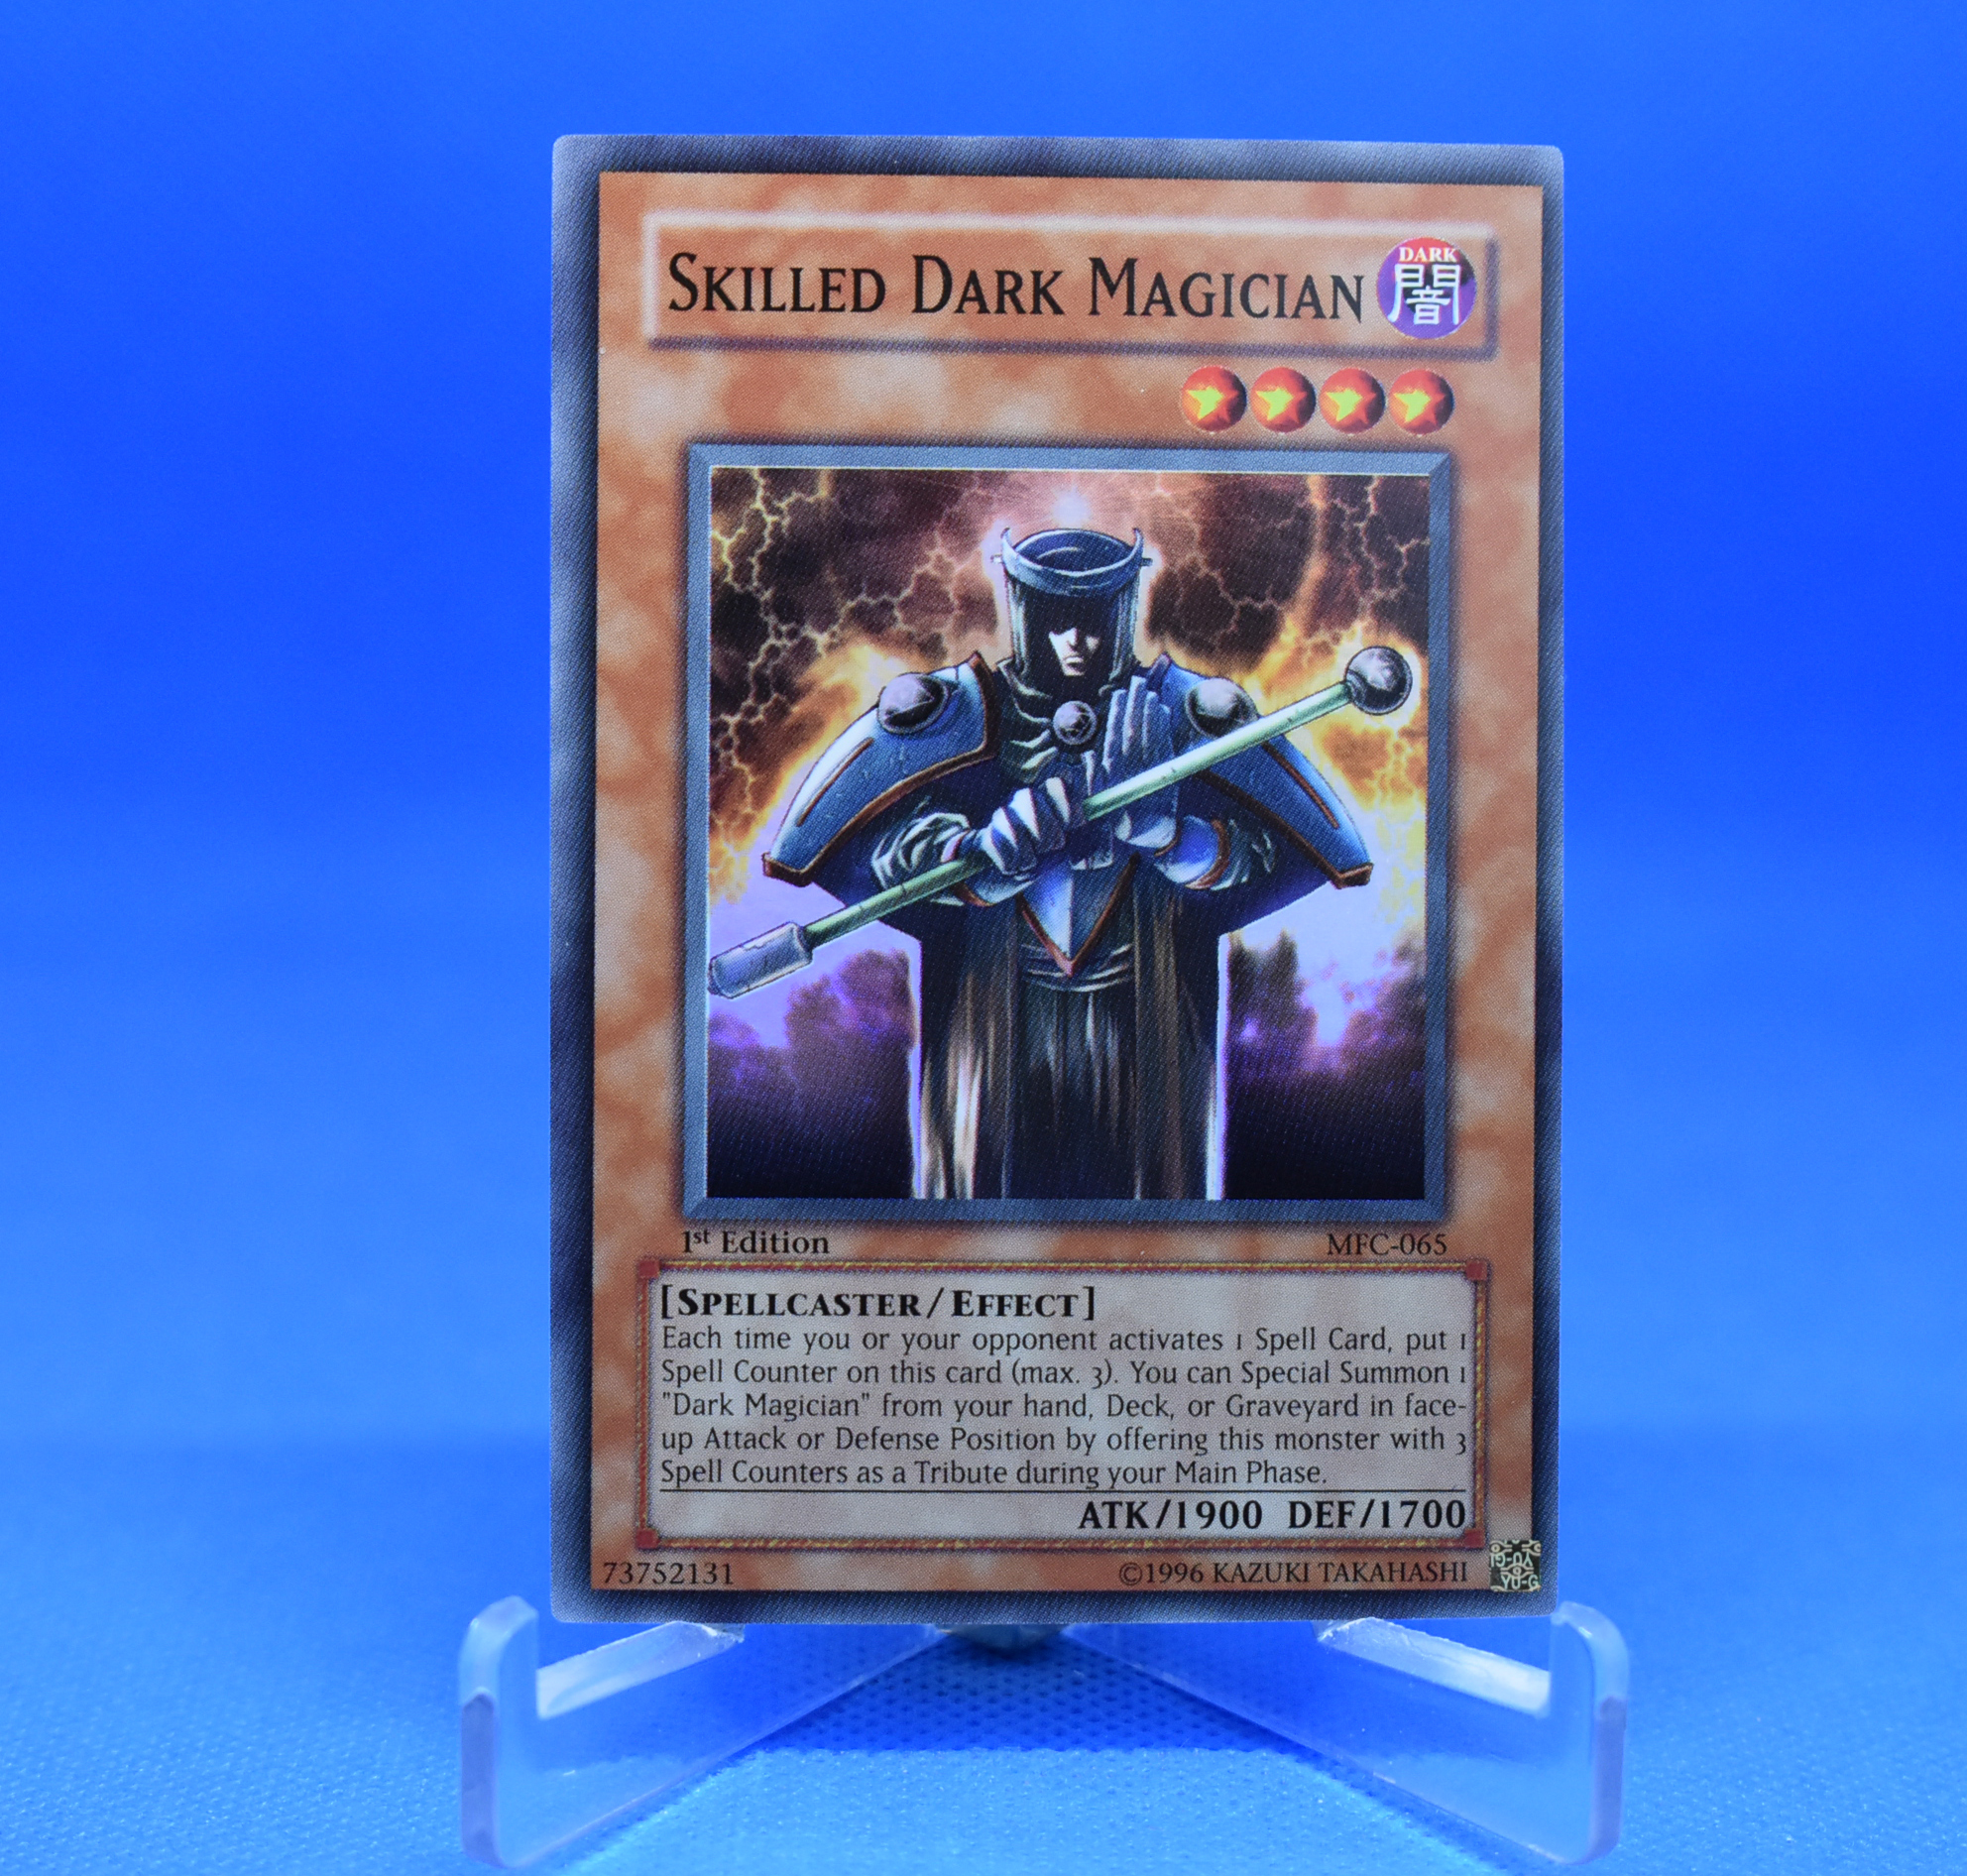 SKILLED DARK MAGICIAN
DARK
闇
1st Edition
MFC-065
[SPELLCASTER/EFFECT]
Each time you or your opponent activates 1 Spell Card, put 1
Spell Counter on this card (max. 3). You can Special Summon 1
"Dark Magician" from your hand, Deck, or Graveyard in face-
up Attack or Defense Position by offering this monster with 3
Spell Counters as a Tribute during your Main Phase.
ATK/1900 DEF/1700
73752131
©1996 KAZUKI TAKAHASHI